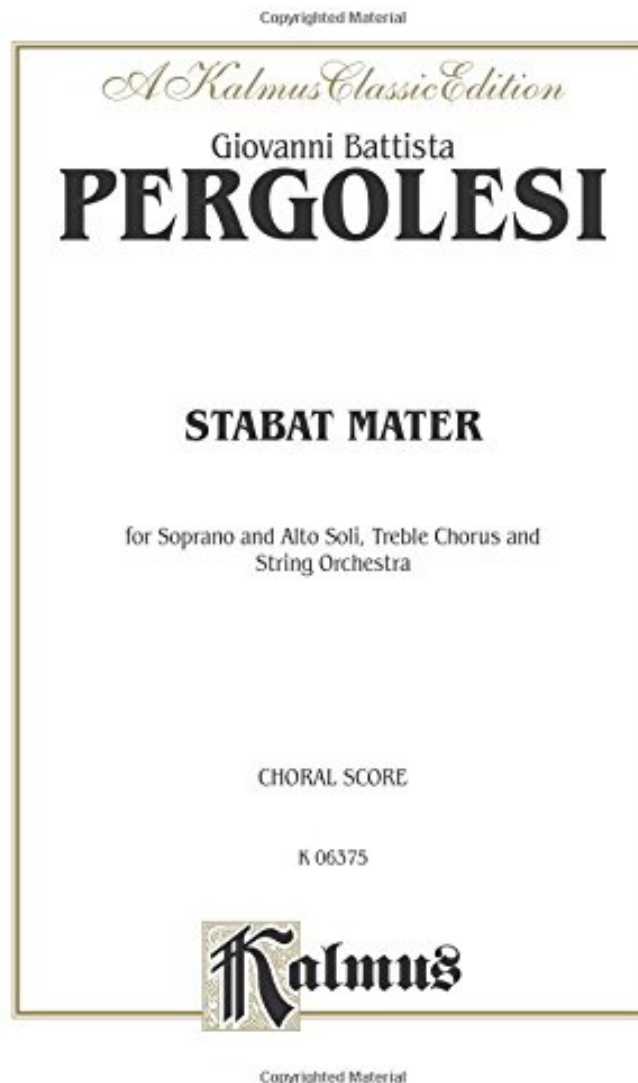 Copyrighted Material
A Kalmus Classic Edition
Giovanni Battista
PERGOLESI
STABAT MATER
for Soprano and Alto Soli, Treble Chorus and
String Orchestra
CHORAL SCORE
K 06375
Kalmus
Copyrighted Material